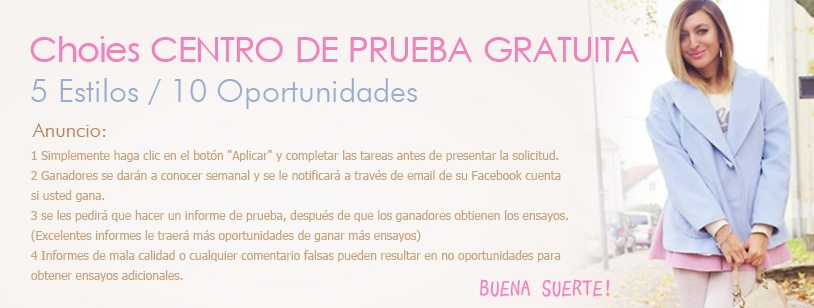 Choies CENTRO DE PRUEBA GRATUITA
5 Estilos / 10 Oportunidades
Anuncio:
1 Simplemente haga clic en el botón "Aplicar" y completar las tareas antes de presentar la solicitud.
2 Ganadores se darán a conocer semanal y se le notificará a través de email de su Facebook cuenta
si usted gana.
3 se les pedirá que hacer un informe de prueba, después de que los ganadores obtienen los ensayos.
(Excelentes informes le traerá más oportunidades de ganar más ensayos)
4 Informes de mala calidad o cualquier comentario falsas pueden resultar en no oportunidades para
obtener ensayos adicionales.
BUENA SUERTE!